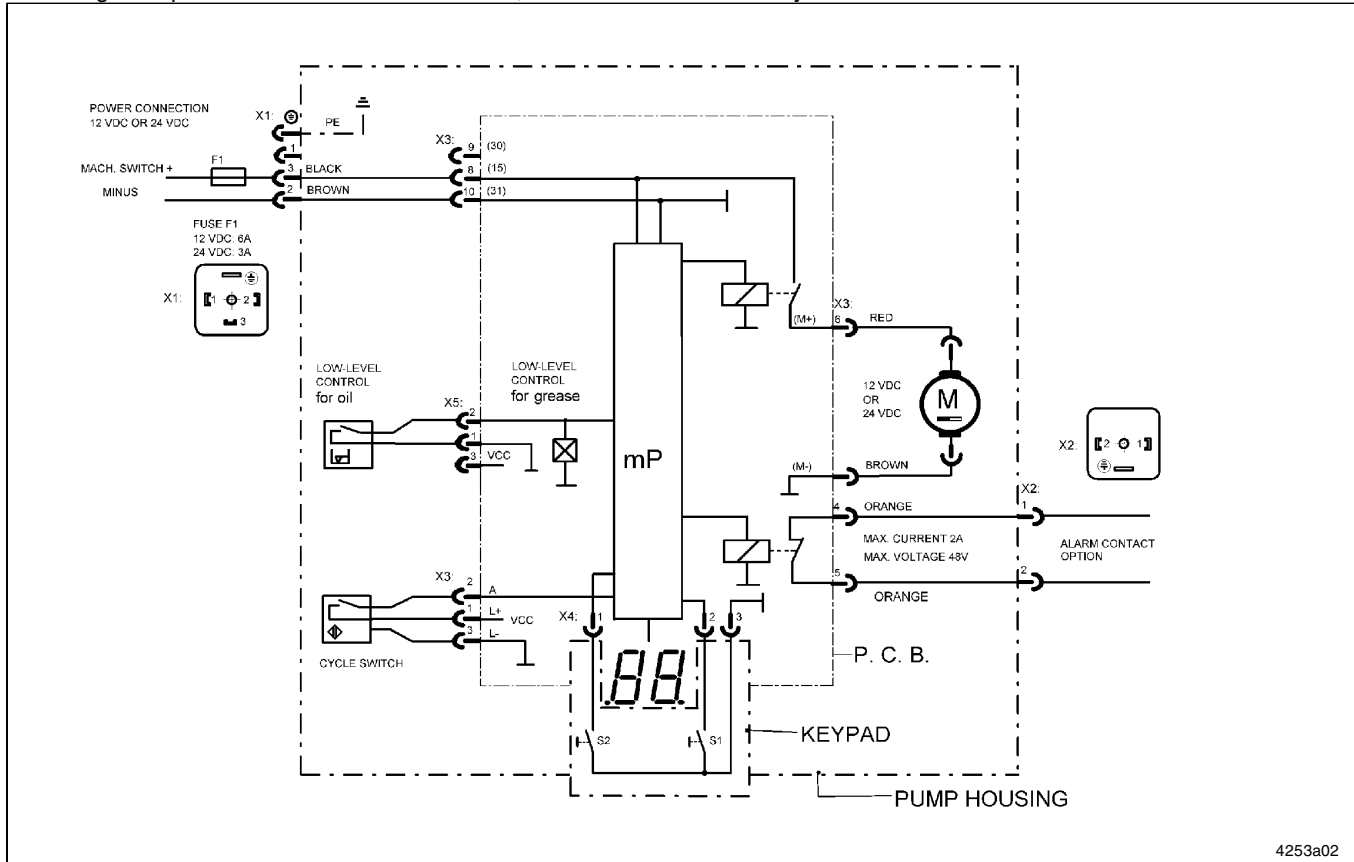 POWER CONNECTION
12 VDC OR 24 VDC
X1:
PE
1
MACH. SWITCH +
F1
3
BLACK
MINUS
2
BROWN
X3:
9
(30)
8
(15)
10
(31)
FUSE F1
12 VDC: 6A
24 VDC: 3A
X1:
1
2
3
(M+)
X3:
6
RED
LOW-LEVEL
CONTROL
for oil
LOW-LEVEL
CONTROL
for grease
X5:
2
1
3
VCC
mP
12 VDC
OR
24 VDC
M
X2:
2
1
(M-)
BROWN
X2:
4
ORANGE
1
MAX. CURRENT 2A
MAX. VOLTAGE 48V
ALARM CONTACT
OPTION
5
ORANGE
2
X3:
2
A
1
L+
VCC
3
L-
CYCLE SWITCH
X4:
1
2
3
P. C. B.
88
S2
S1
KEYPAD
PUMP HOUSING
4253a02